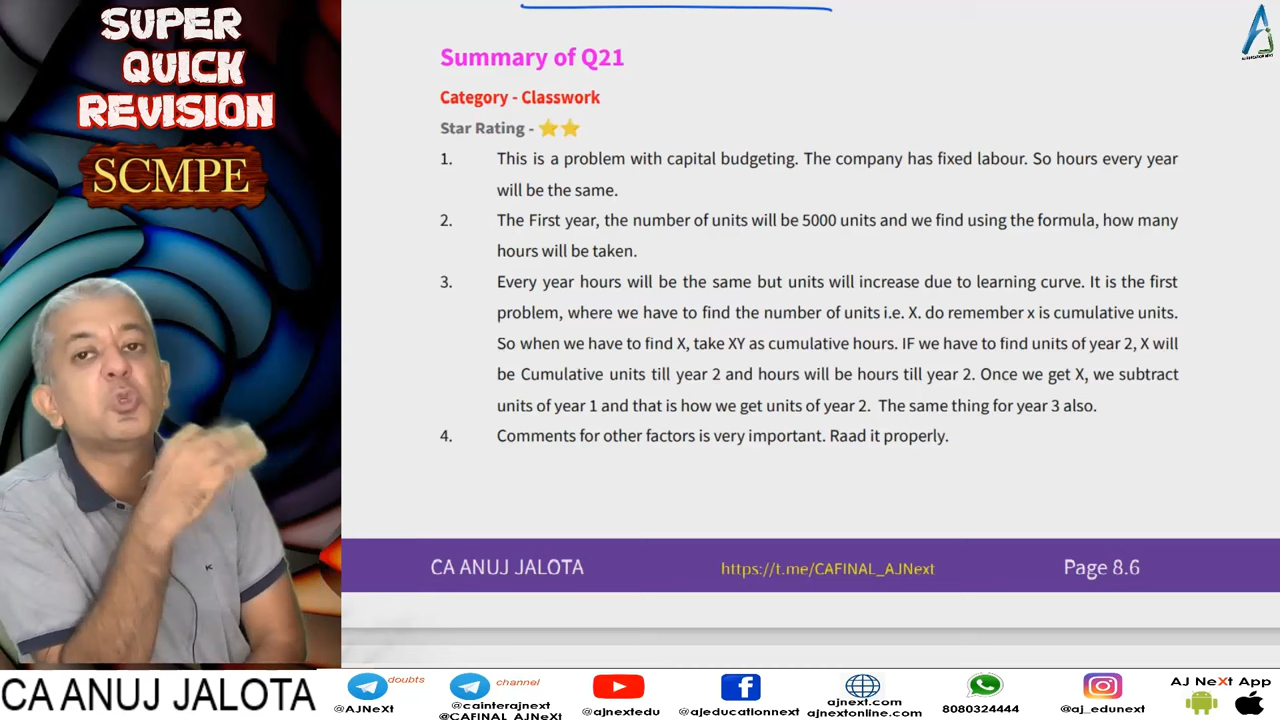 SUPER
QUICK
REVISION
SCMPE
Summary of Q21
Category - Classwork
Star Rating - ⭐⭐
1. This is a problem with capital budgeting. The company has fixed labour. So hours every year
will be the same.
2. The First year, the number of units will be 5000 units and we find using the formula, how many
hours will be taken.
3. Every year hours will be the same but units will increase due to learning curve. It is the first
problem, where we have to find the number of units i.e. X. do remember x is cumulative units.
So when we have to find X, take XY as cumulative hours. IF we have to find units of year 2, X will
be Cumulative units till year 2 and hours will be hours till year 2. Once we get X, we subtract
units of year 1 and that is how we get units of year 2. The same thing for year 3 also.
4. Comments for other factors is very important. Raad it properly.
CA ANUJ JALOTA https://t.me/CAFINAL_AJNext Page 8.6
CA ANUJ JALOTA
doubts
@AJNeXt
channel
@cainterajnext
@CAFINAL_AJNeXt
@ajnextedu
@ajeducationnext
ajnext.com
ajnextonline.com
8080324444
@aj_edunext
AJ NeXt App